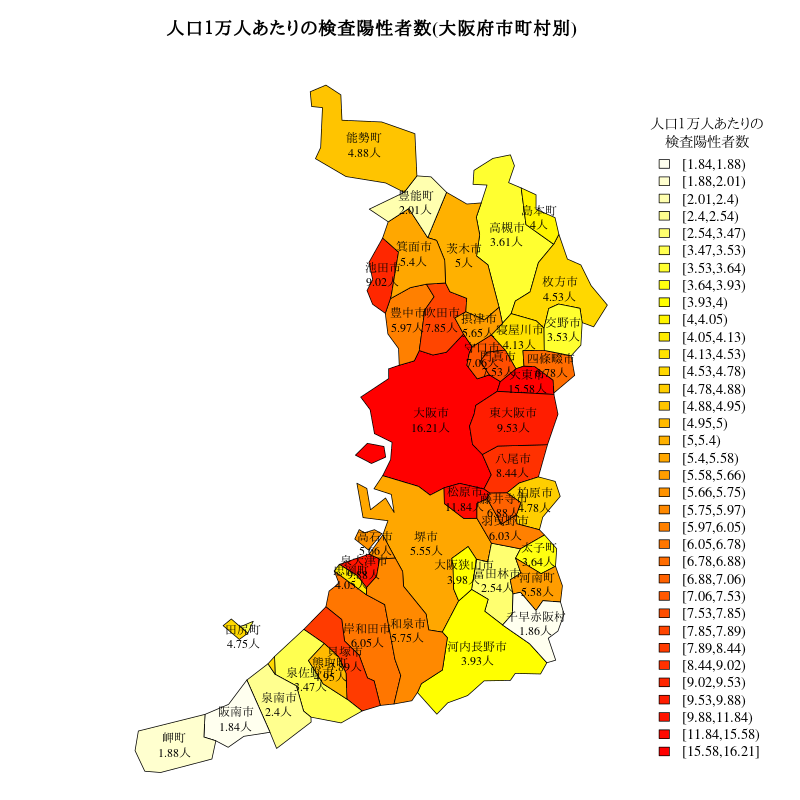 人口1万人あたりの検査陽性者数(大阪府市町村別)
人口1万人あたりの
検査陽性者数
[1.84,1.88)
[1.88,2.01)
[2.01,2.4)
[2.4,2.54)
[2.54,3.47)
[3.47,3.53)
[3.53,3.64)
[3.64,3.93)
[3.93,4)
[4,4.05)
[4.05,4.13)
[4.13,4.53)
[4.53,4.78)
[4.78,4.88)
[4.88,4.95)
[4.95,5)
[5,5.4)
[5.4,5.58)
[5.58,5.66)
[5.66,5.75)
[5.75,5.97)
[5.97,6.05)
[6.05,6.78)
[6.78,6.88)
[6.88,7.06)
[7.06,7.53)
[7.53,7.85)
[7.85,7.89)
[7.89,8.44)
[8.44,9.02)
[9.02,9.53)
[9.53,9.88)
[9.88,11.84)
[11.84,15.58)
[15.58,16.21]
能勢町
4.88人
豊能町
2.01人
島本町
4人
高槻市
3.61人
箕面市
5.4人
茨木市
5人
池田市
9.02人
枚方市
4.53人
豊中市
5.97人
吹田市
7.85人
摂津市
5.65人
寝屋川市
4.13人
交野市
3.53人
守口市
7.06人
門真市
7.53人
四條畷市
大東市
15.58人
大阪市
16.21人
東大阪市
9.53人
八尾市
8.44人
松原市
11.84人
藤井寺市
6.88人
柏原市
4.78人
羽曳野市
6.03人
高石市
5.66人
堺市
5.55人
太子町
3.64人
泉大津市
9.88人
忠岡町
4.05人
大阪狭山市
3.98人
富田林市
2.54人
河南町
5.58人
千早赤阪村
1.86人
田尻町
4.75人
岸和田市
6.05人
和泉市
5.75人
河内長野市
3.93人
貝塚市
7.89人
熊取町
4.95人
泉佐野市
3.47人
泉南市
2.4人
阪南市
1.84人
岬町
1.88人